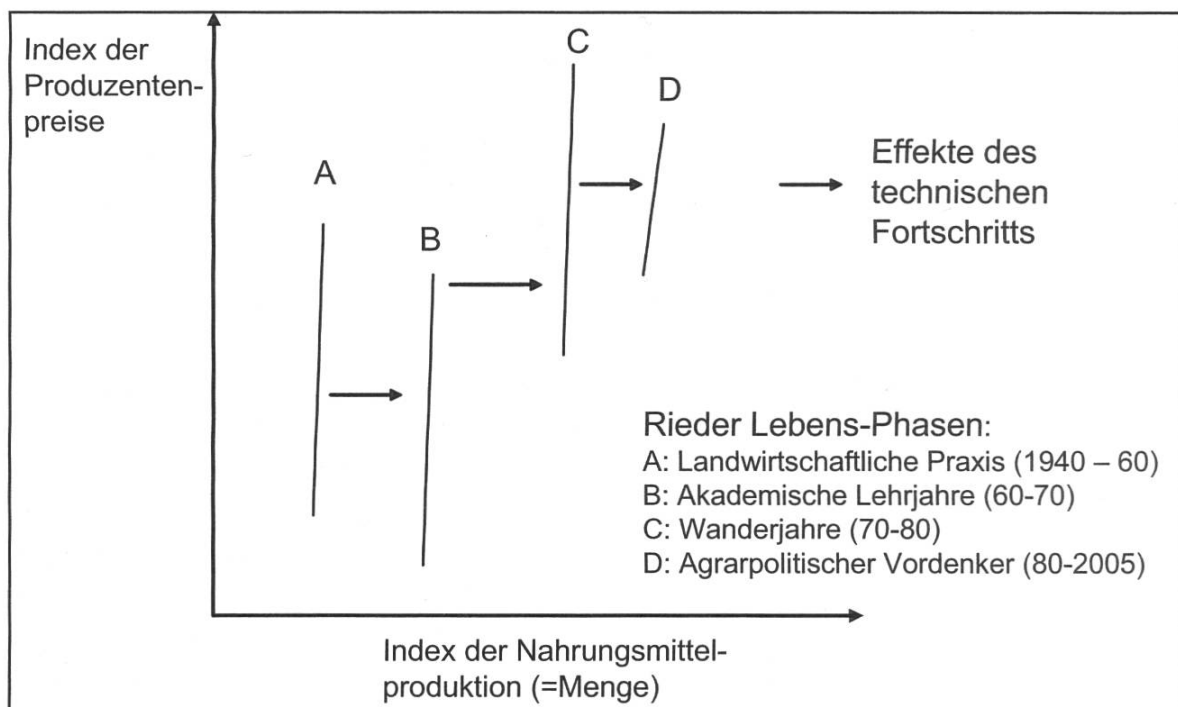 Index der
Produzenten-
preise
A
B
C
D
Effekte des
technischen
Fortschritts
Rieder Lebens-Phasen:
A: Landwirtschaftliche Praxis (1940 – 60)
B: Akademische Lehrjahre (60-70)
C: Wanderjahre (70-80)
D: Agrarpolitischer Vordenker (80-2005)
Index der Nahrungsmittel-
produktion (=Menge)